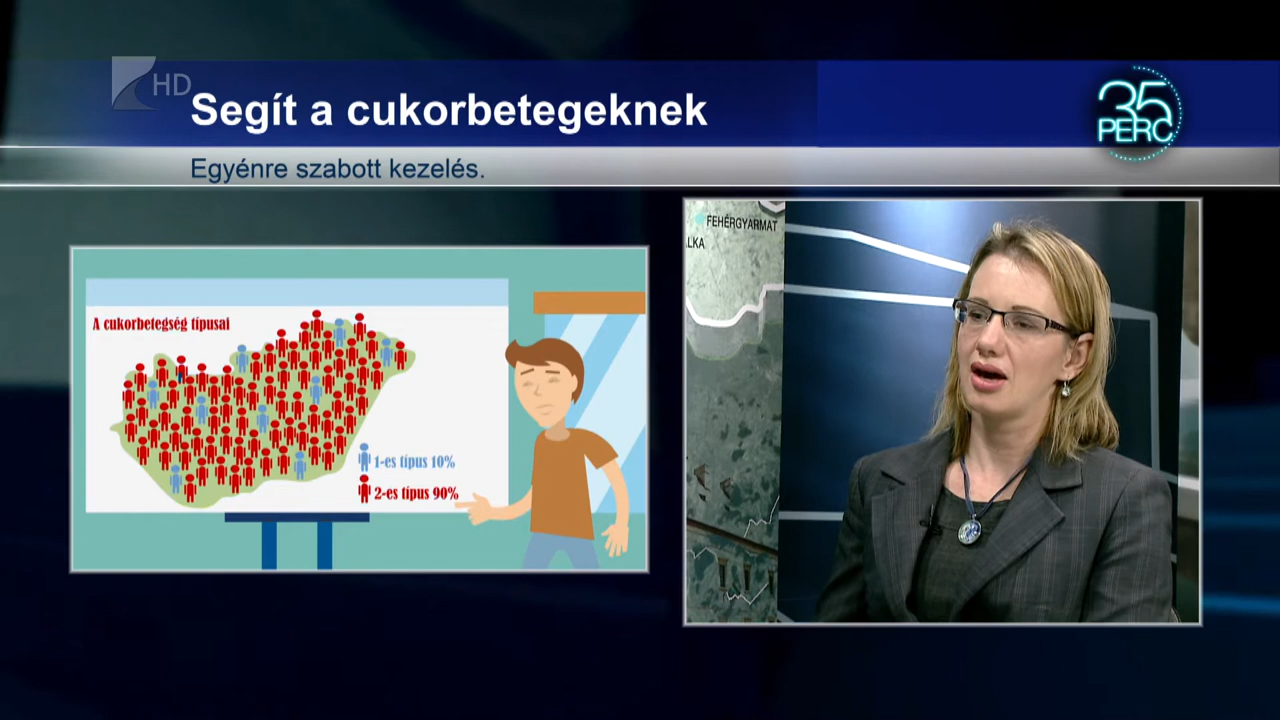 HD
Segít a cukorbetegeknek
35
PERC
Egyénre szabott kezelés.
A cukorbetegség típusai
1-es típus 10%
2-es típus 90%
FEHÉRGYARMAT
LKA